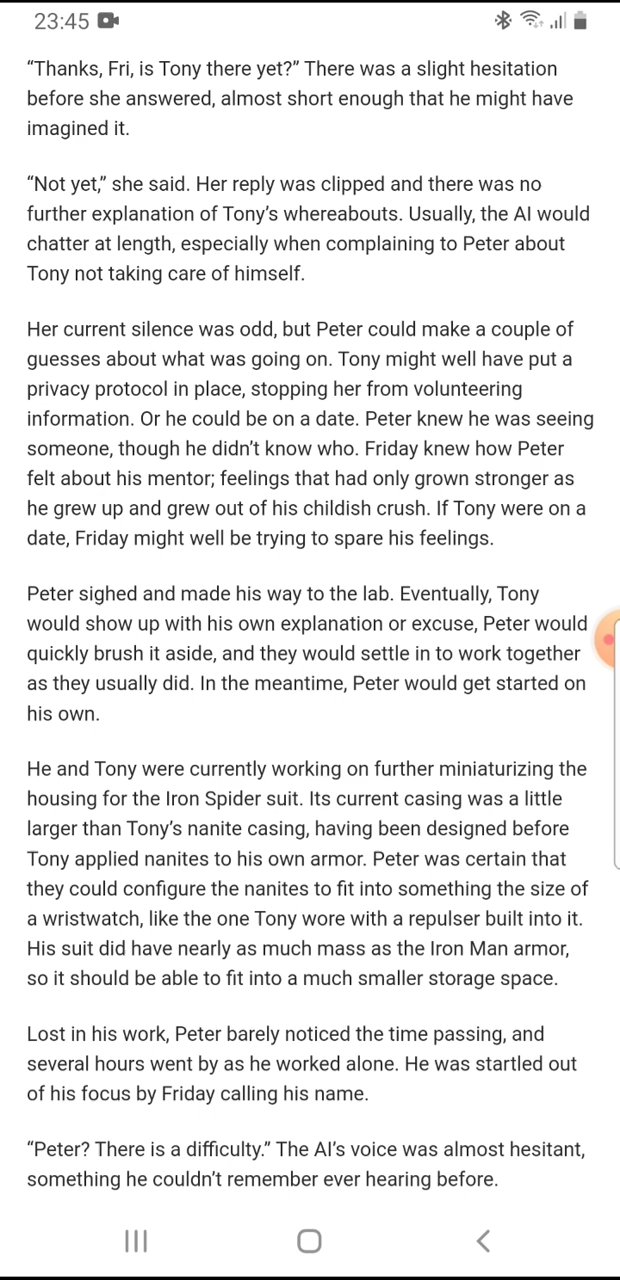 23:45
“Thanks, Fri, is Tony there yet?” There was a slight hesitation
before she answered, almost short enough that he might have
imagined it.
“Not yet,” she said. Her reply was clipped and there was no
further explanation of Tony’s whereabouts. Usually, the AI would
chatter at length, especially when complaining to Peter about
Tony not taking care of himself.
Her current silence was odd, but Peter could make a couple of
guesses about what was going on. Tony might well have put a
privacy protocol in place, stopping her from volunteering
information. Or he could be on a date. Peter knew he was seeing
someone, though he didn’t know who. Friday knew how Peter
felt about his mentor; feelings that had only grown stronger as
he grew up and grew out of his childish crush. If Tony were on a
date, Friday might well be trying to spare his feelings.
Peter sighed and made his way to the lab. Eventually, Tony
would show up with his own explanation or excuse, Peter would
quickly brush it aside, and they would settle in to work together
as they usually did. In the meantime, Peter would get started on
his own.
He and Tony were currently working on further miniaturizing the
housing for the Iron Spider suit. Its current casing was a little
larger than Tony’s nanite casing, having been designed before
Tony applied nanites to his own armor. Peter was certain that
they could configure the nanites to fit into something the size of
a wristwatch, like the one Tony wore with a repulser built into it.
His suit did have nearly as much mass as the Iron Man armor,
so it should be able to fit into a much smaller storage space.
Lost in his work, Peter barely noticed the time passing, and
several hours went by as he worked alone. He was startled out
of his focus by Friday calling his name.
“Peter? There is a difficulty.” The AI’s voice was almost hesitant,
something he couldn’t remember ever hearing before.